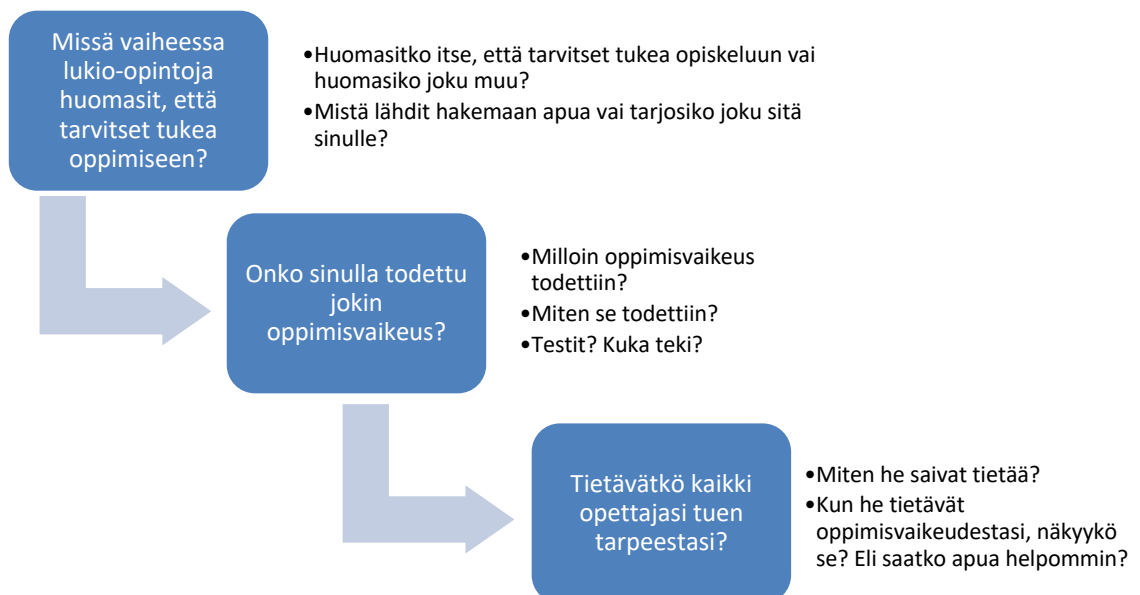 Missä vaiheessa
lukio-opintoja
huomasit, että
tarvitset tukea
oppimiseen?
•Huomasitko itse, että tarvitset tukea opiskeluun vai
huomasiko joku muu?
•Mistä lähdit hakemaan apua vai tarjosiko joku sitä
sinulle?
Onko sinulla todettu
jokin
oppimisvaikeus?
•Milloin oppimisvaikeus
todettiin?
•Miten se todettiin?
•Testit? Kuka teki?
Tietävätkö kaikki
opettajasi tuen
tarpeestasi?
•Miten he saivat tietää?
•Kun he tietävät
oppimisvaikeudestasi, näkyykö
se? Eli saatko apua helpommin?